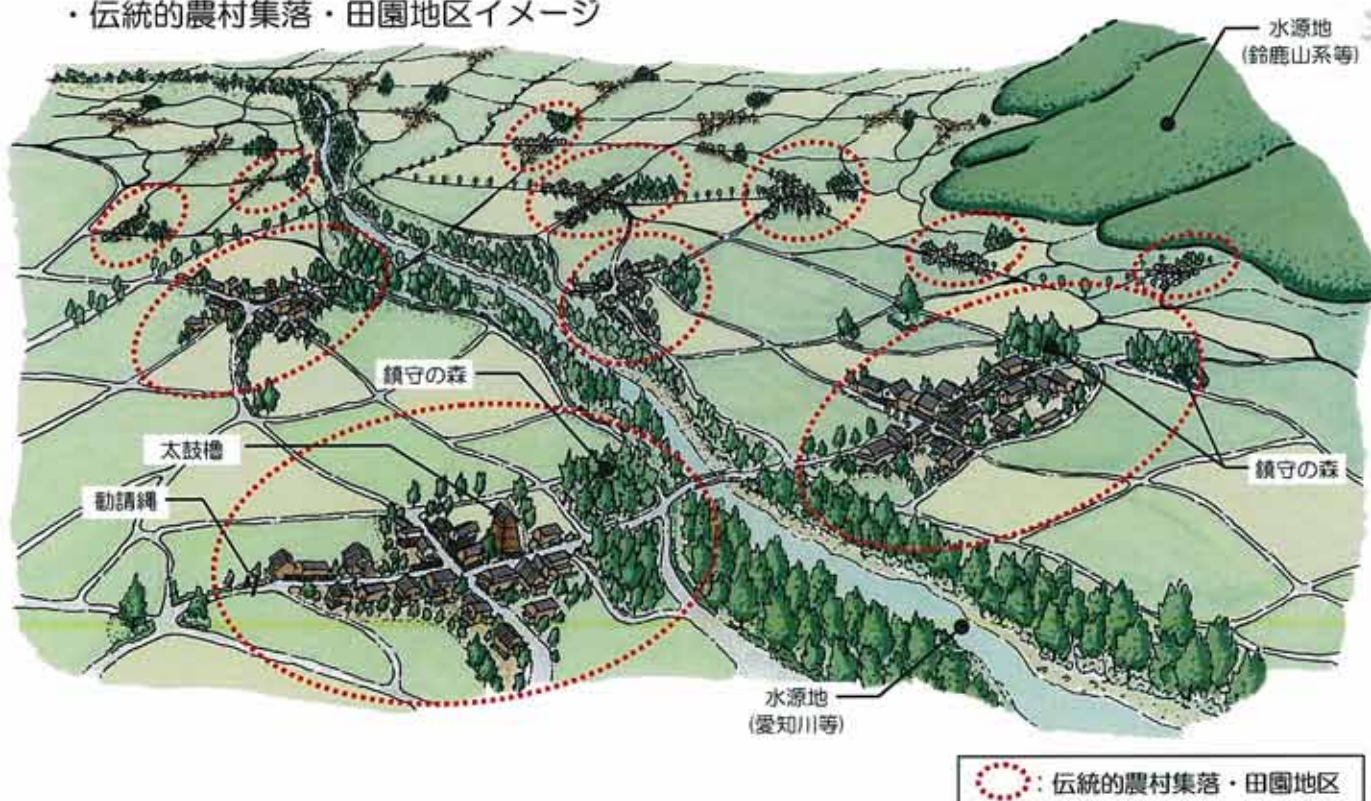 ・伝統的農村集落・田園地区イメージ
水源地
(鈴鹿山系等)
鎮守の森
太鼓櫓
勧請縄
鎮守の森
水源地
(愛知川等)
：伝統的農村集落・田園地区